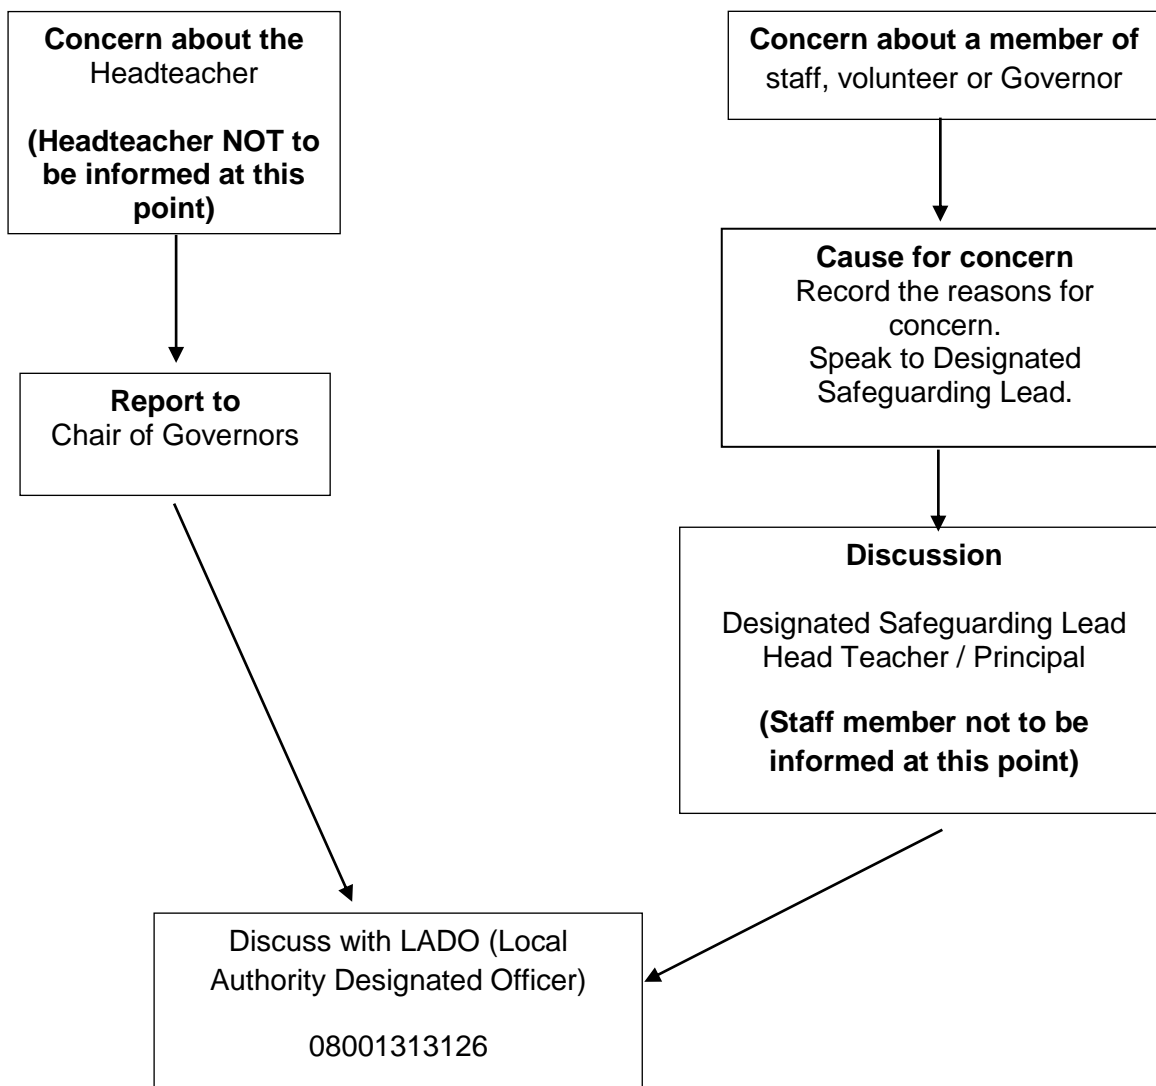 Concern about the
Headteacher
(Headteacher NOT to
be informed at this
point)
Report to
Chair of Governors
Concern about a member of
staff, volunteer or Governor
Cause for concern
Record the reasons for
concern.
Speak to Designated
Safeguarding Lead.
Discussion
Designated Safeguarding Lead
Head Teacher / Principal
(Staff member not to be
informed at this point)
Discuss with LADO (Local
Authority Designated Officer)
08001313126